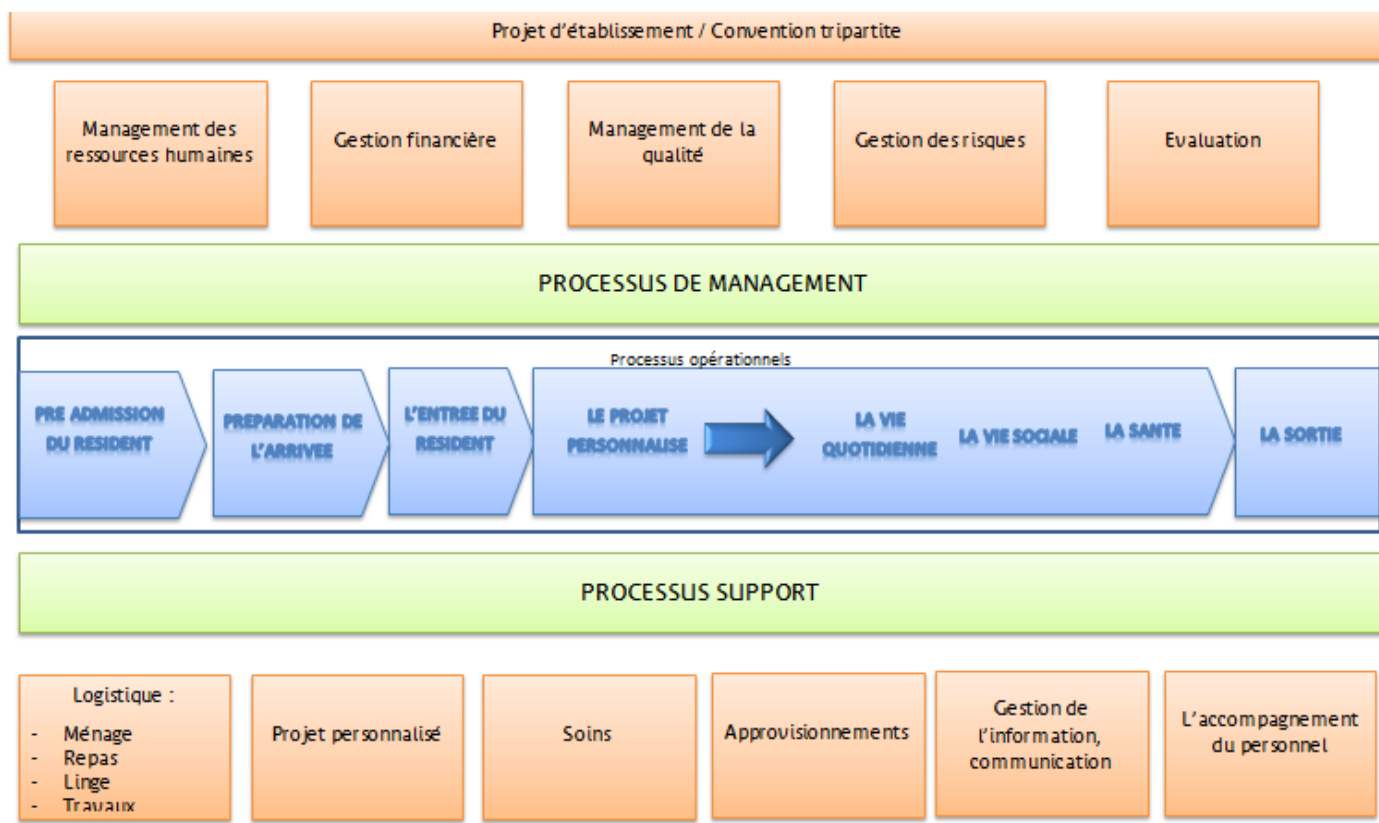 Projet d'établissement / Convention tripartite
Management des
ressources humaines
Gestion financière
Management de la
qualité
Gestion des risques
Evaluation
PROCESSUS DE MANAGEMENT
Processus opérationnels
PRE ADMISSION
DU RESIDENT
PREPARATION DE
L'ARRIVEE
L'ENTREE DU
RESIDENT
LE PROJET
PERSONNALISE
LA VIE
QUOTIDIENNE
LA VIE SOCIALE
LA SANTE
LA SORTIE
PROCESSUS SUPPORT
Logistique :
- Ménage
- Repas
- Linge
- Travaux
Projet personnalisé
Soins
Approvisionnements
Gestion de
l'information,
communication
L'accompagnement
du personnel